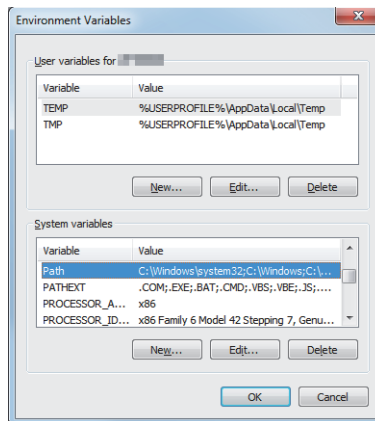 Environment Variables
User variables for
Variable Value
TEMP %USERPROFILE%\AppData\Local\Temp
TMP %USERPROFILE%\AppData\Local\Temp
New... Edit... Delete
System variables
Variable Value
Path C:\Windows\system32;C:\Windows;C:\...
PATHEXT .COM;.EXE;.BAT;.CMD;.VBS;.VBE;.JS;....
PROCESSOR_A... x86
PROCESSOR_ID... x86 Family 6 Model 42 Stepping 7, Genu...
New... Edit... Delete
OK Cancel